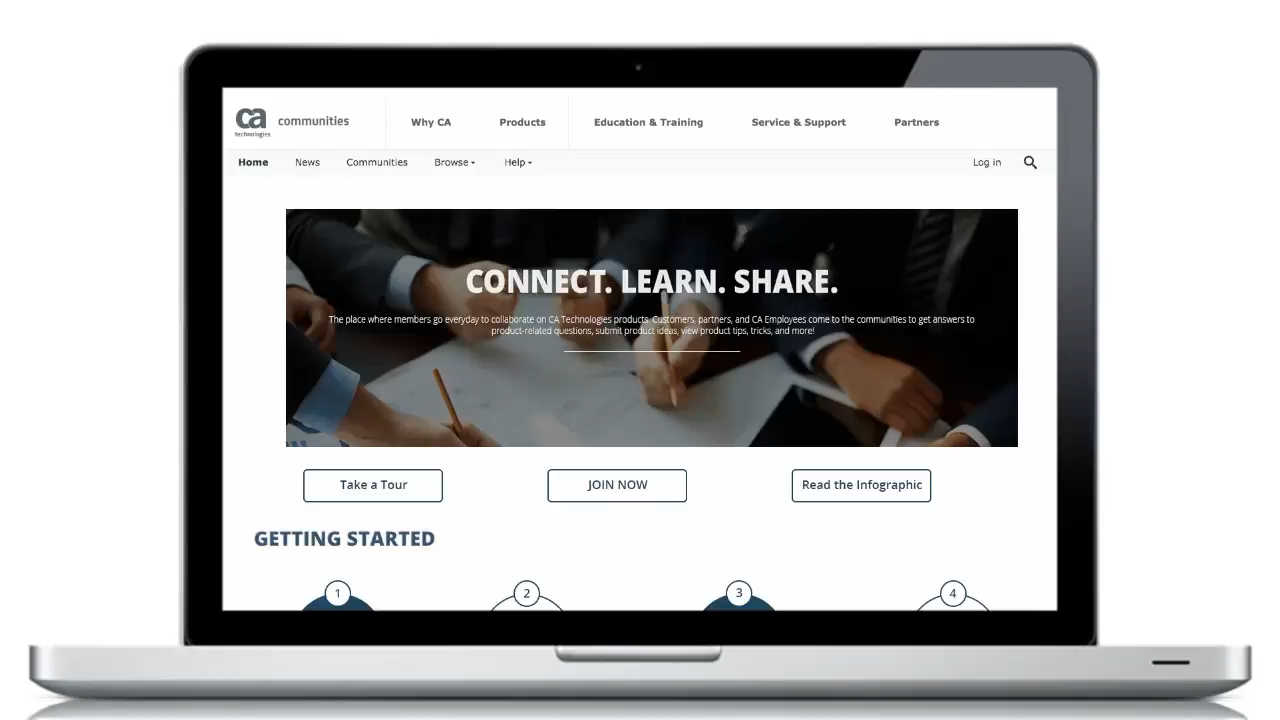 ca technologies communities Why CA Products Education & Training Service & Support Partners
Home News Communities Browse Help Log in
CONNECT. LEARN. SHARE.
The place where members go everyday to collaborate on CA Technologies products. Customers, partners, and CA Employees come to the communities to get answers to
product-related questions, submit product ideas, view product tips, tricks, and more!
Take a Tour JOIN NOW Read the Infographic
GETTING STARTED
1 2 3 4